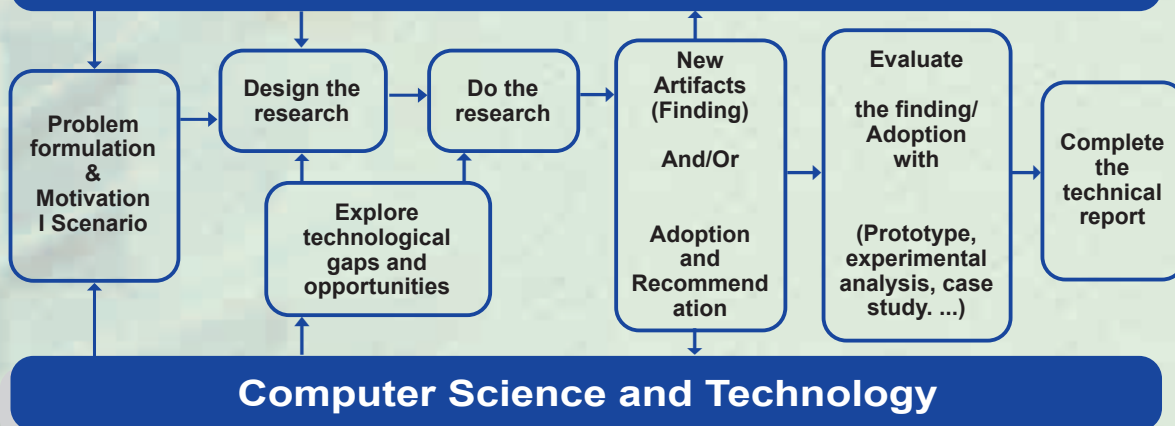 Problem
formulation
&
Motivation
l Scenario
Design the
research
Do the
research
Explore
technological
gaps and
opportunities
New
Artifacts
(Finding)
And/Or
Adoption
and
Recommend
ation
Evaluate
the finding/
Adoption
with
(Prototype,
experimental
analysis, case
study. ...)
Complete
the
technical
report
Computer Science and Technology